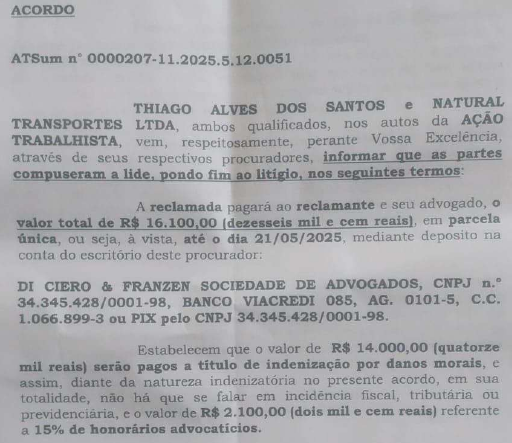 ACORDO
ATSum n° 0000207-11.2025.5.12.0051
THIAGO ALVES DOS SANTOS e NATURAL
TRANSPORTES LTDA, ambos qualificados, nos autos da AÇÃO
TRABALHISTA, vem, respeitosamente, perante Vossa Excelência,
através de seus respectivos procuradores, informar que as partes
compuseram a lide, pondo fim ao litígio, nos seguintes termos:
A reclamada pagará ao reclamante e seu advogado, o
valor total de R$ 16.100,00 (dezesseis mil e cem reais), em parcela
única, ou seja, à vista, até o dia 21/05/2025, mediante deposito na
conta do escritório deste procurador:
DI CIERO & FRANZEN SOCIEDADE DE ADVOGADOS, CNPJ n.°
34.345.428/0001-98, BANCO VIACREDI 085, AG. 0101-5, C.C.
1.066.899-3 ou PIX pelo CNPJ 34.345.428/0001-98.
Estabelecem que o valor de R$ 14.000,00 (quatorze
mil reais) serão pagos a título de indenização por danos morais, e
assim, diante da natureza indenizatória no presente acordo, em sua
totalidade, não há que se falar em incidência fiscal, tributária ou
previdenciária, e o valor de R$ 2.100,00 (dois mil e cem reais) referente
a 15% de honorários advocatícios.